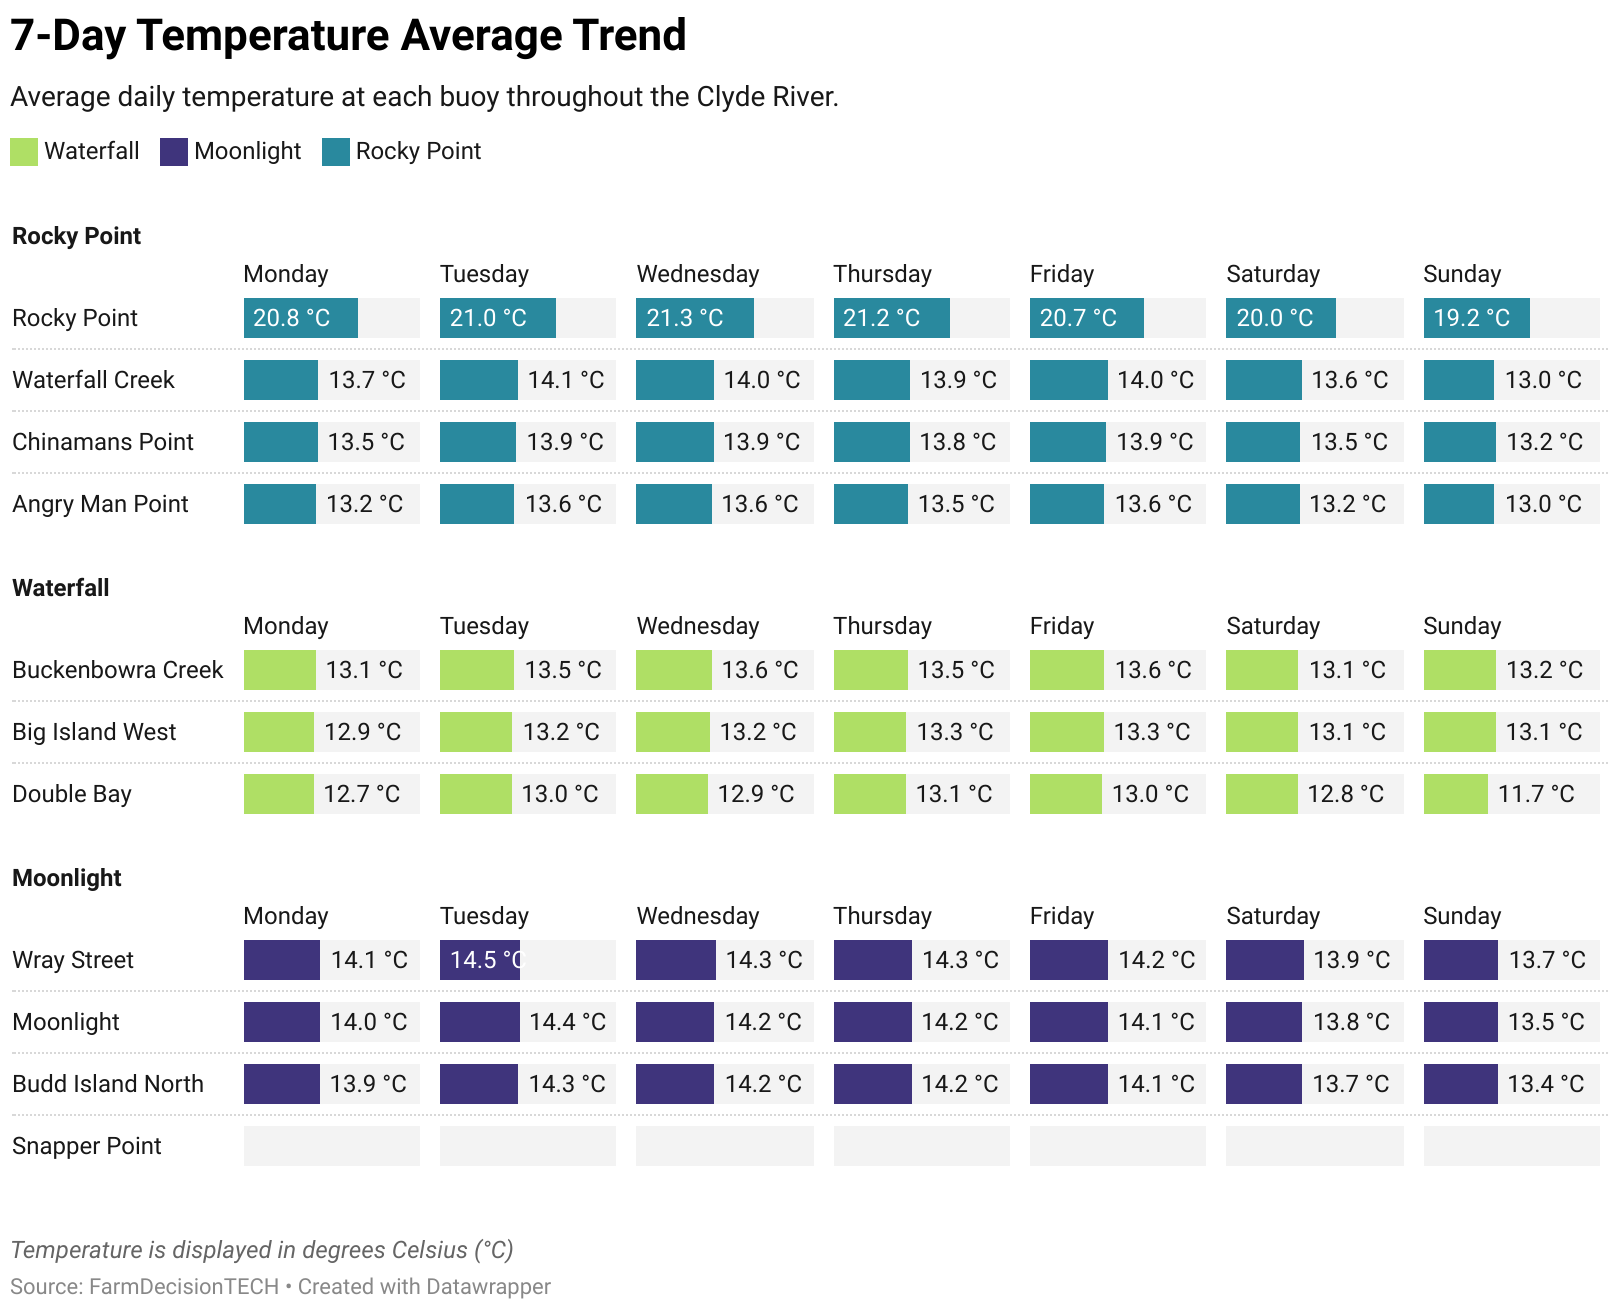 7-Day Temperature Average Trend
Average daily temperature at each buoy throughout the Clyde River.
Waterfall Moonlight Rocky Point
Rocky Point
Monday Tuesday Wednesday Thursday Friday Saturday Sunday
Rocky Point 20.8 °C 21.0 °C 21.3 °C 21.2 °C 20.7 °C 20.0 °C 19.2 °C
Waterfall Creek 13.7 °C 14.1 °C 14.0 °C 13.9 °C 14.0 °C 13.6 °C 13.0 °C
Chinamans Point 13.5 °C 13.9 °C 13.9 °C 13.8 °C 13.9 °C 13.5 °C 13.2 °C
Angry Man Point 13.2 °C 13.6 °C 13.6 °C 13.5 °C 13.6 °C 13.2 °C 13.0 °C
Waterfall
Monday Tuesday Wednesday Thursday Friday Saturday Sunday
Buckenbowra Creek 13.1 °C 13.5 °C 13.6 °C 13.5 °C 13.6 °C 13.1 °C 13.2 °C
Big Island West 12.9 °C 13.2 °C 13.2 °C 13.3 °C 13.3 °C 13.1 °C 13.1 °C
Double Bay 12.7 °C 13.0 °C 12.9 °C 13.1 °C 13.0 °C 12.8 °C 11.7 °C
Moonlight
Monday Tuesday Wednesday Thursday Friday Saturday Sunday
Wray Street 14.1 °C 14.5 °C 14.3 °C 14.3 °C 14.2 °C 13.9 °C 13.7 °C
Moonlight 14.0 °C 14.4 °C 14.2 °C 14.2 °C 14.1 °C 13.8 °C 13.5 °C
Budd Island North 13.9 °C 14.3 °C 14.2 °C 14.2 °C 14.1 °C 13.7 °C 13.4 °C
Snapper Point
Temperature is displayed in degrees Celsius (°C)
Source: FarmDecisionTECH • Created with Datawrapper